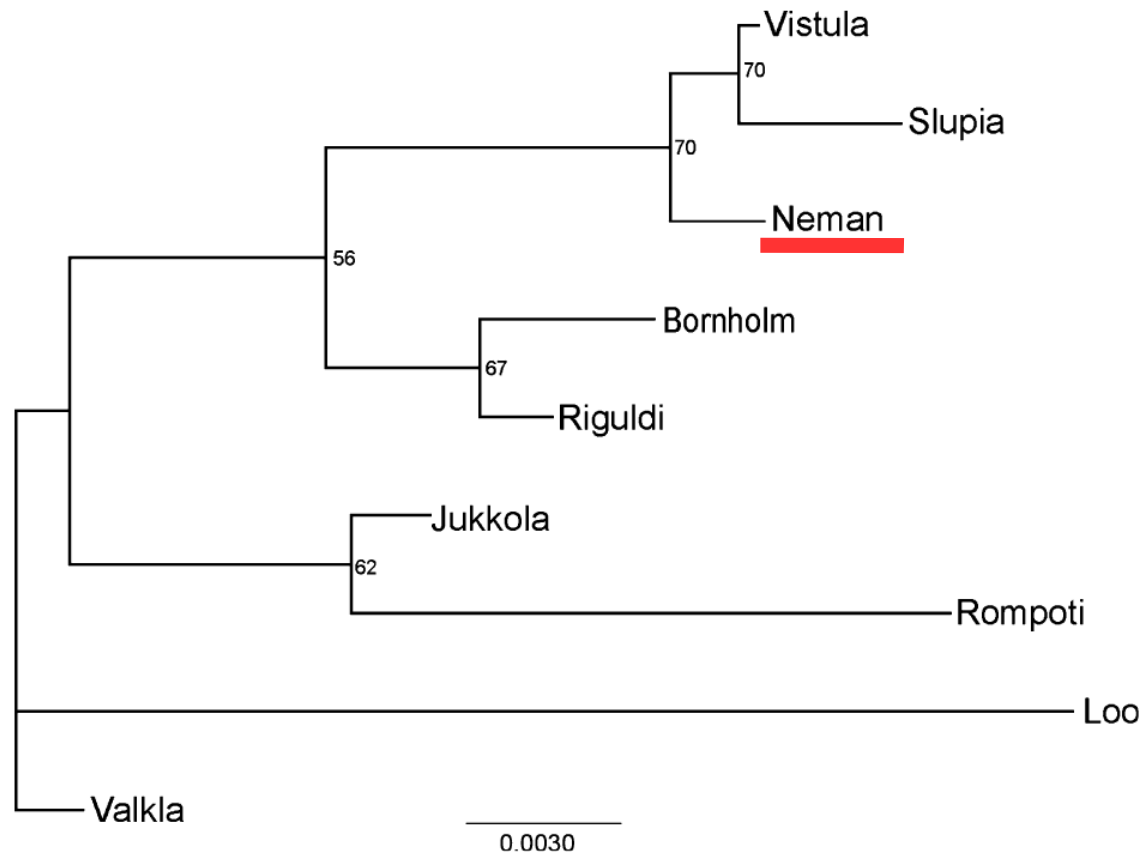 Vistula
70
Slupia
70
Neman
56
Bornholm
67
Riguldi
Jukkola
62
Rompoti
Loo
Valkla
0.0030